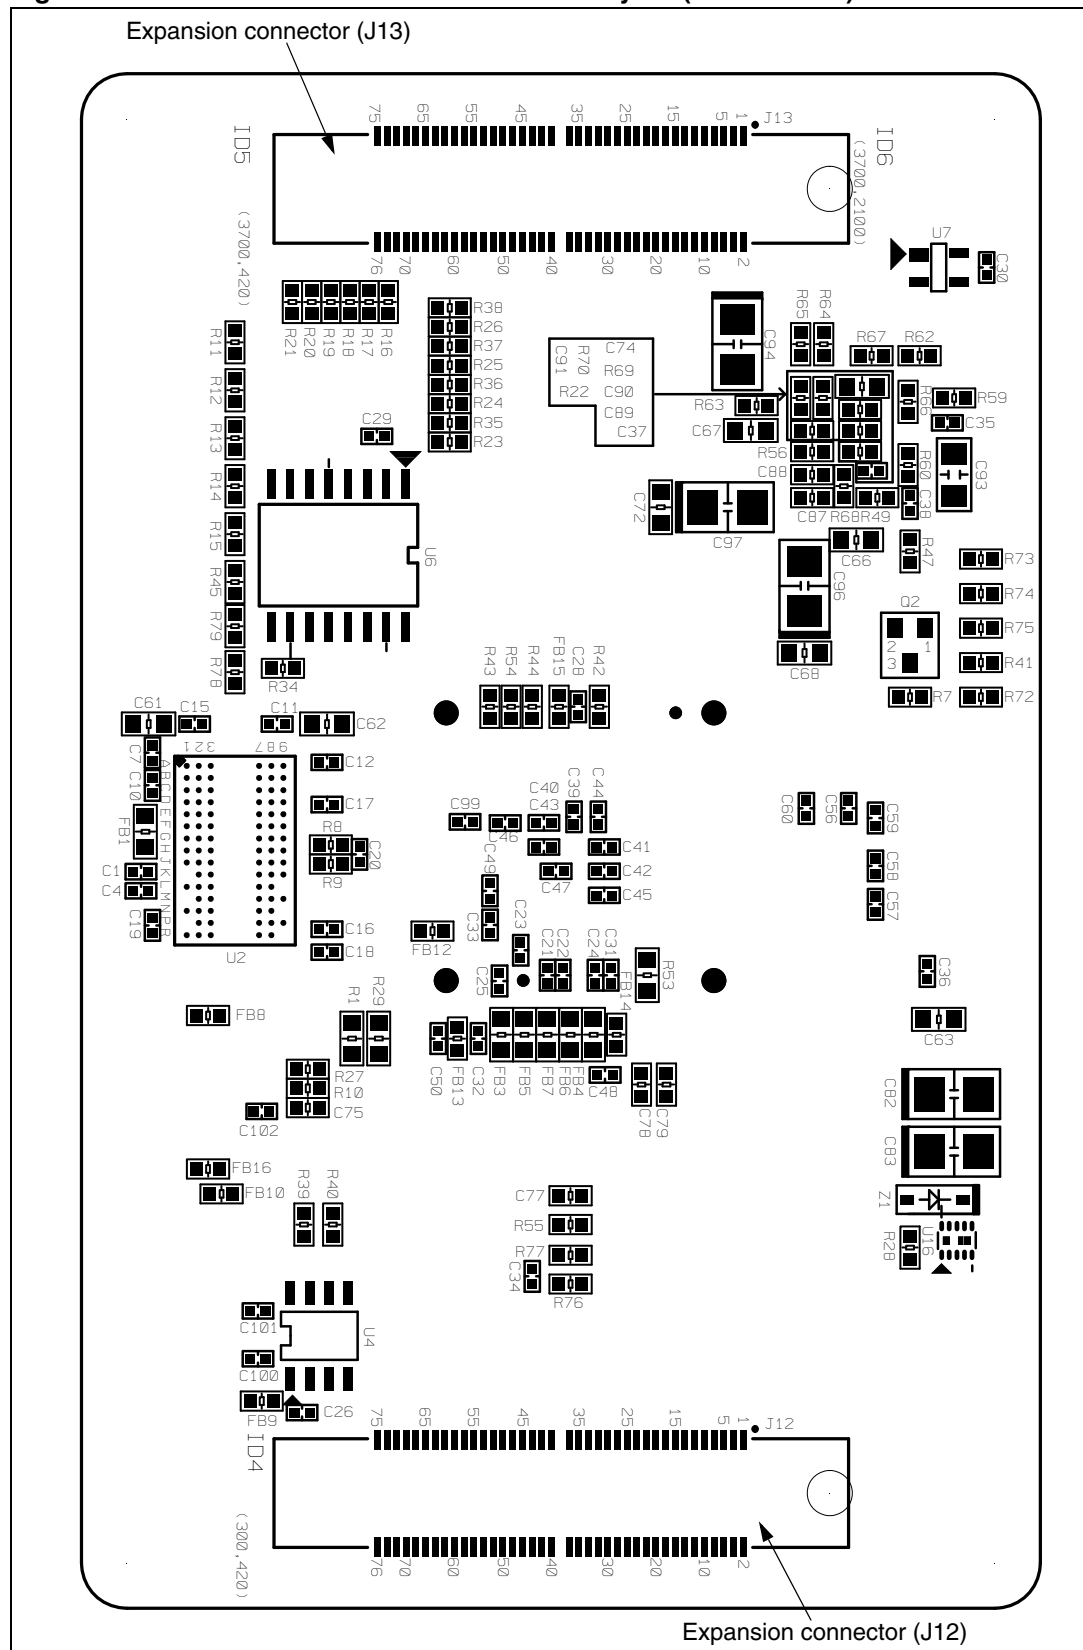 Expansion connector (J13)
75 65 55 45 35 25 15 5 1 J13
ID5
ID6
(3700,420)
(3700,2100)
76 70 60 50 40 30 20 10 2
U7
C30
R21 R20 R19 R18 R17 R16
R38
R26
R37
R25
R36
R24
R35
R23
R11
R12
R13
R14
R15
R45
R79
R78
C29
U6
R34
C91 R70 C74
R69
R22 C90
C89
C37
C94
R65 R64
R67 R62
R63
C67
R66
R59
C35
R56
C88
C87 R68 R49
R60
C38
C93
C72
C97
C66
C96
R47
R73
R74
Q2
2 1
3
R75
R41
C68
R7
R72
R43 R54 R44 FB15 C28 R42
C61 C15 C11 C62
C7
C10
3 2 1 7 8 9
A B C D E F G H J K L M N P R
C12
C17
FB1
R8
R9
C20
C1
C4
C19
C16
C18
U2
C99
C46
C40
C43
C39 C44
C41
C42
C45
C47
C49
C33
FB12
C23
C25
C21 C22 C24 C31
FB14
R53
C60 C56 C59
C58
C57
C36
C63
FB8
R1 R29
R27
R10
C75
C102
C50 FB13 C32 FB3 FB5 FB7 FB6 FB4
C48
C78 C79
C82
C83
Z1
R28
U16
FB16
FB10
R39 R40
C77
R55
R77
C34
R76
C101
U4
C100
FB9
C26
ID4
75 65 55 45 35 25 15 5 1 J12
(300,420)
76 70 60 50 40 30 20 10 2
Expansion connector (J12)